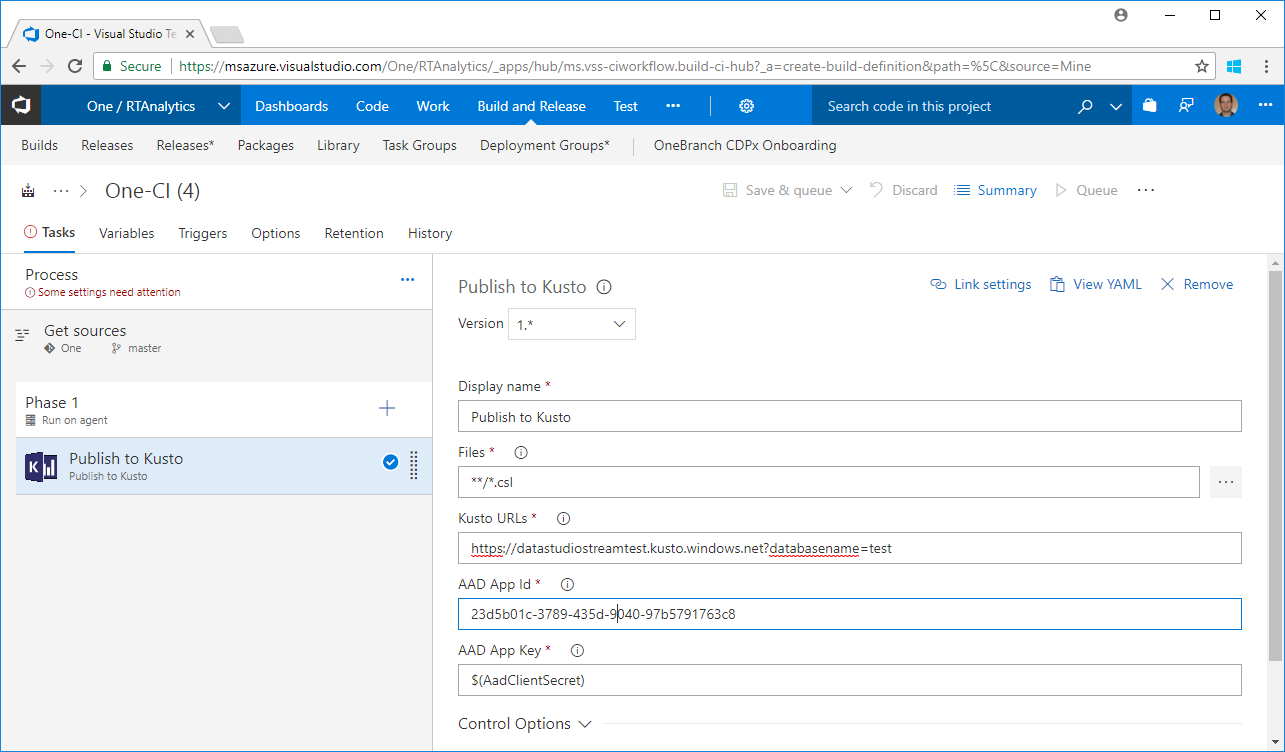 One-CI - Visual Studio Te
Secure https://msazure.visualstudio.com/One/RTAnalytics/_apps/hub/ms.vss-ciworkflow.build-ci-hub?_a=create-build-definition&path=%5C&source=Mine
One / RTAnalytics Dashboards Code Work Build and Release Test ··· Search code in this project ···
Builds Releases Releases* Packages Library Task Groups Deployment Groups* OneBranch CDPx Onboarding
··· > One-CI (4) Save & queue Discard Summary Queue ···
Tasks Variables Triggers Options Retention History
Process ···
Some settings need attention
Get sources
One master
Phase 1 +
Run on agent
K Publish to Kusto
Publish to Kusto
Publish to Kusto Link settings View YAML Remove
Version 1.*
Display name *
Publish to Kusto
Files *
**/*.csl ···
Kusto URLs *
https://datastudiostreamtest.kusto.windows.net?databasename=test
AAD App Id *
23d5b01c-3789-435d-9040-97b5791763c8
AAD App Key *
$(AadClientSecret)
Control Options